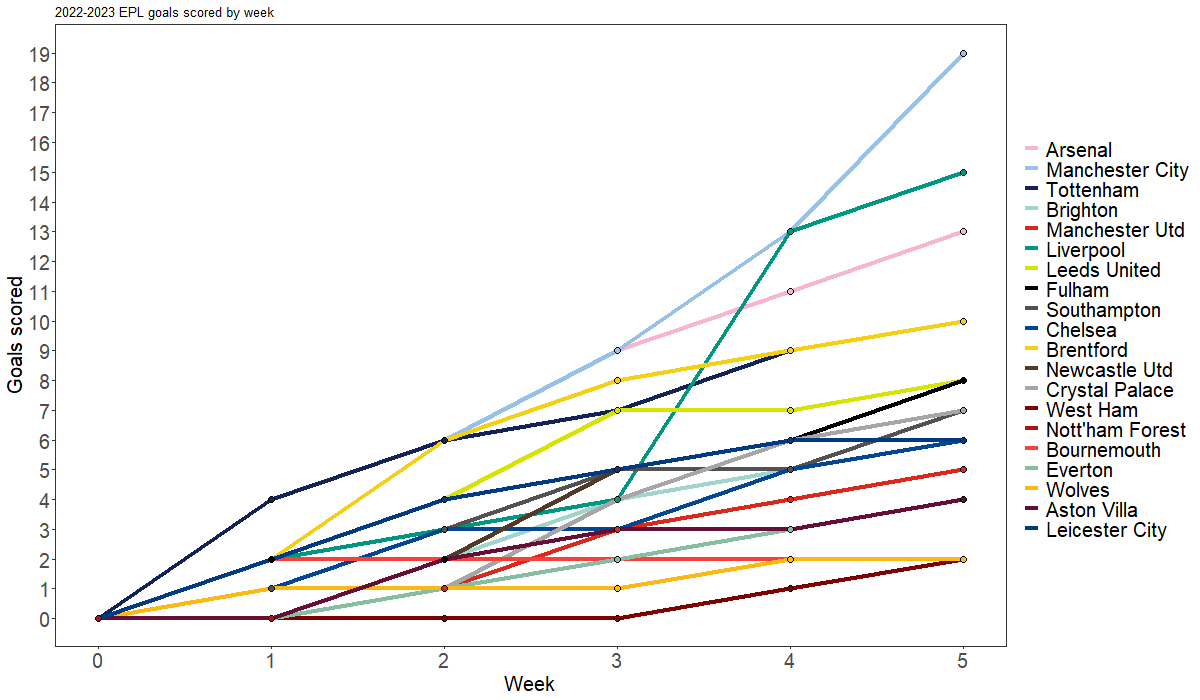 2022-2023 EPL goals scored by week
Goals scored
19
18
17
16
15
14
13
12
11
10
9
8
7
6
5
4
3
2
1
0
0 1 2 3 4 5
Week
Arsenal
Manchester City
Tottenham
Brighton
Manchester Utd
Liverpool
Leeds United
Fulham
Southampton
Chelsea
Brentford
Newcastle Utd
Crystal Palace
West Ham
Nott'ham Forest
Bournemouth
Everton
Wolves
Aston Villa
Leicester City